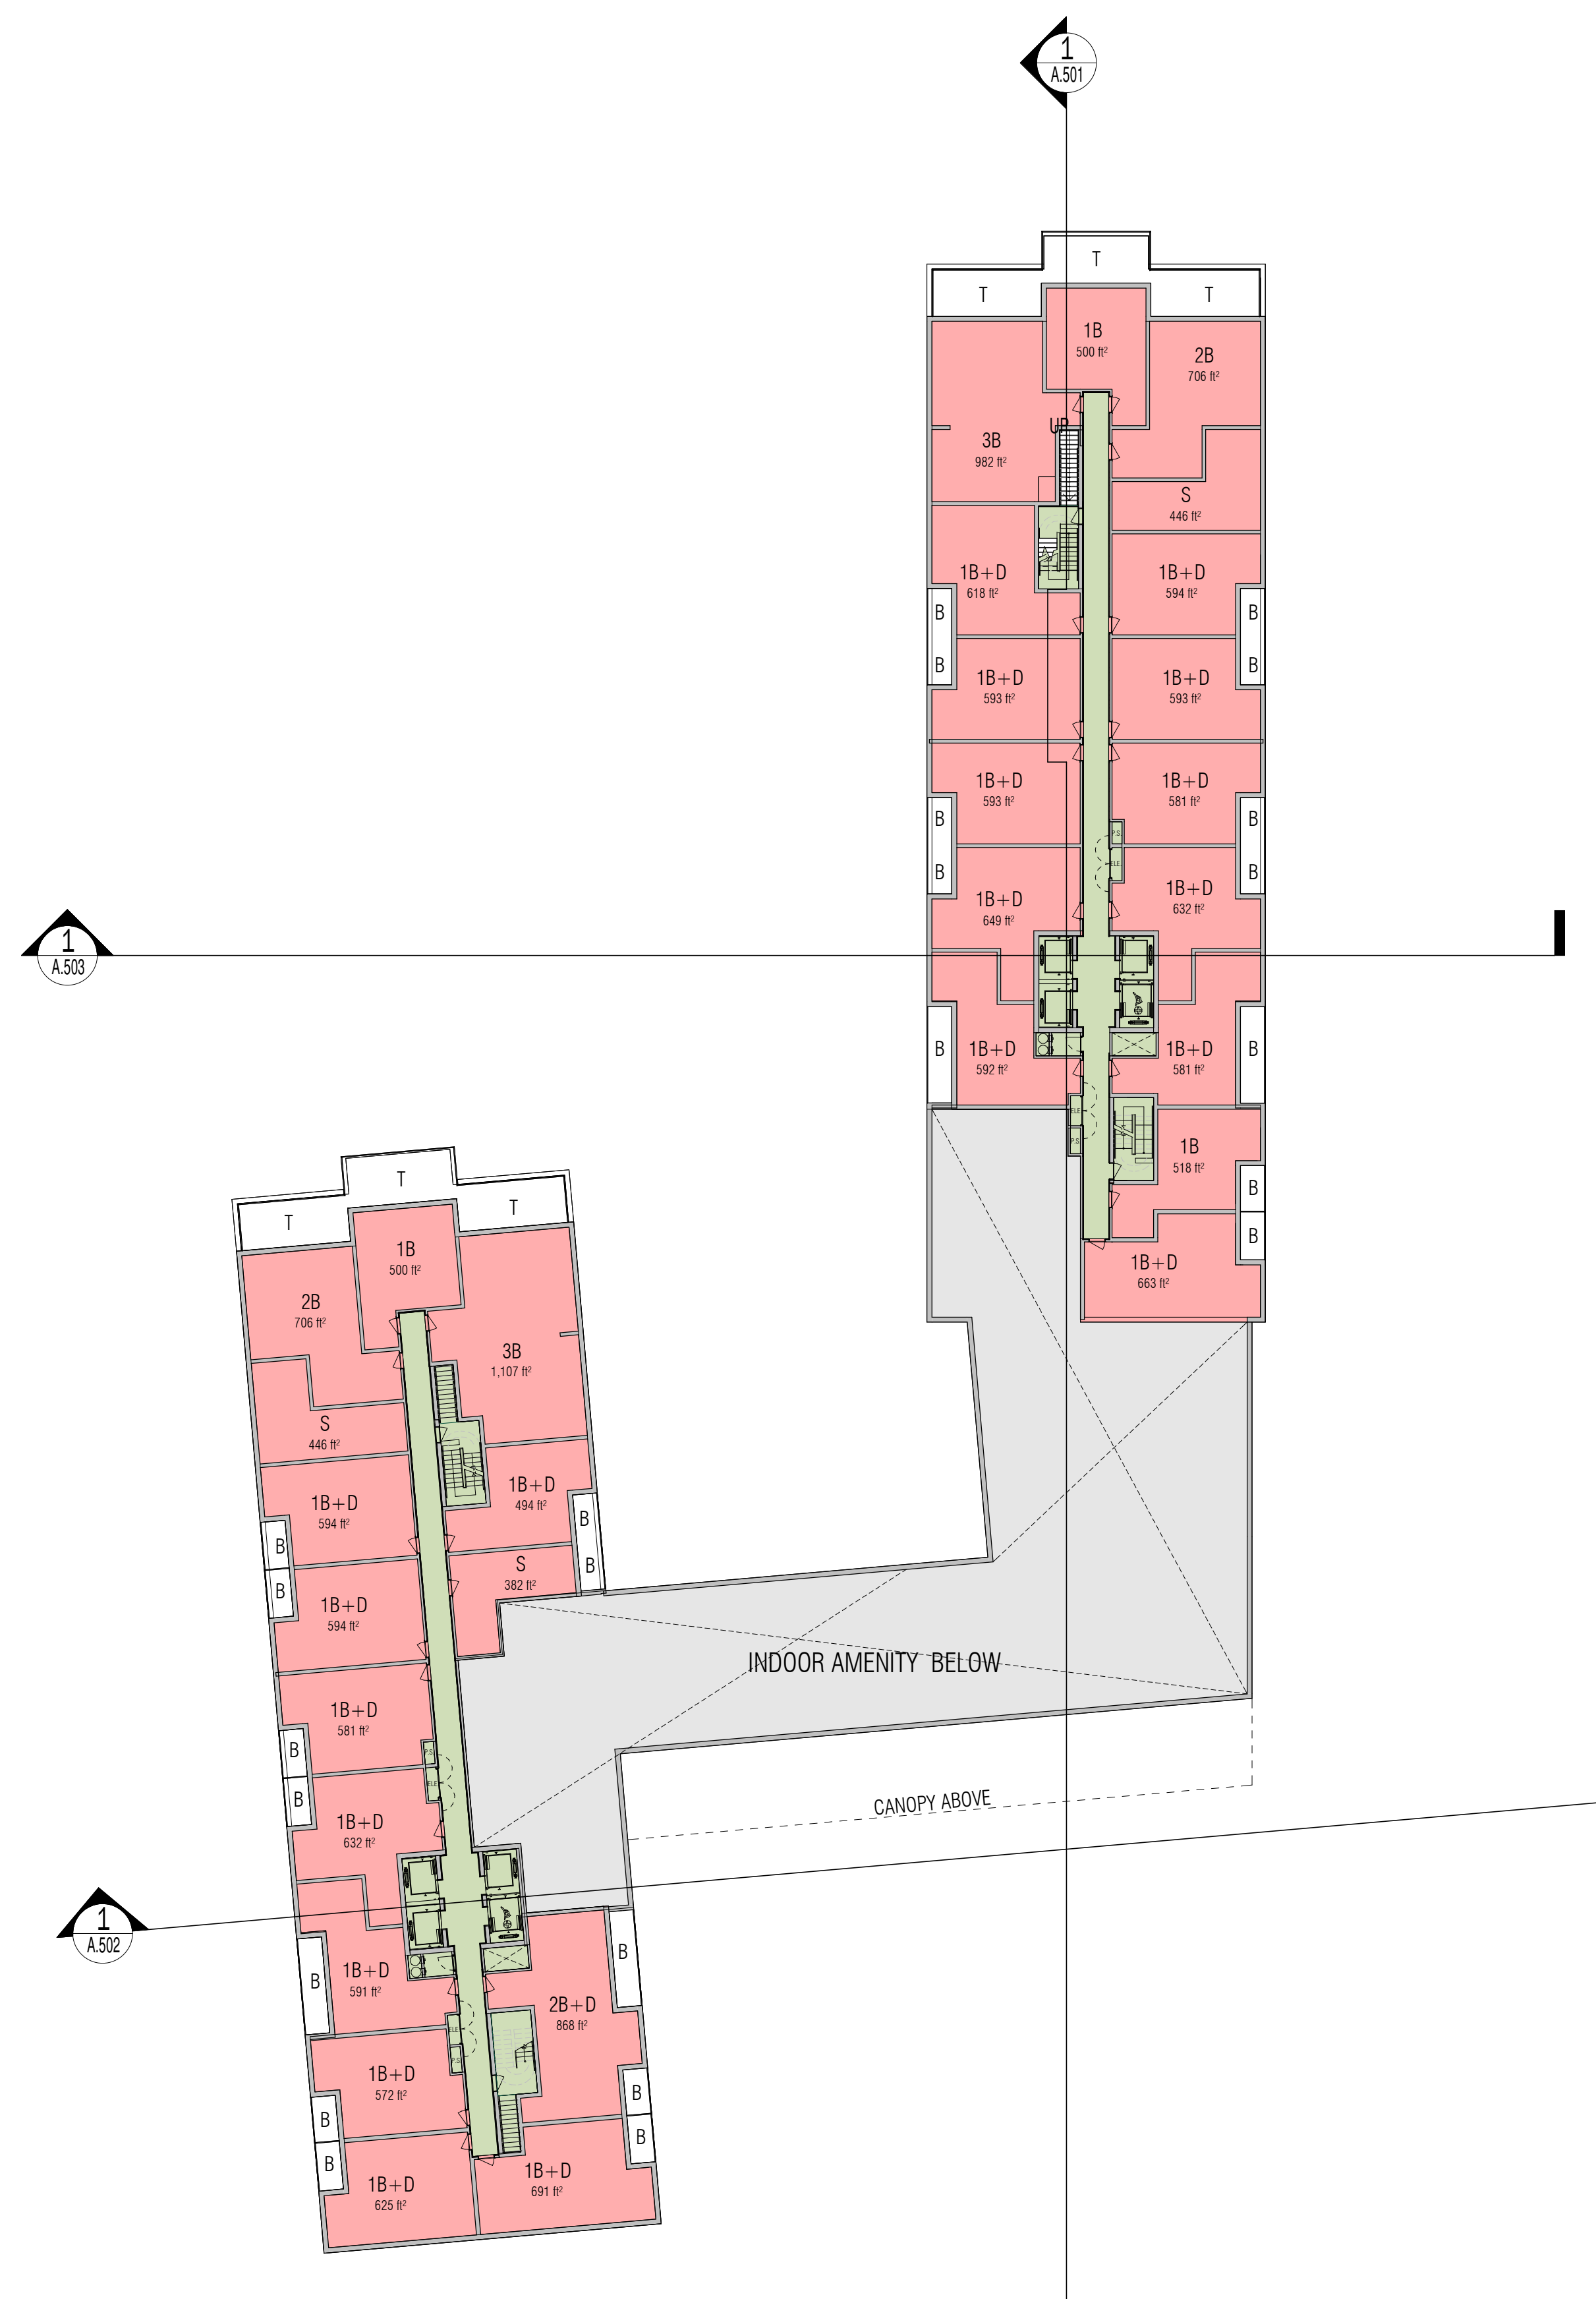 1
A.501
T
T
T
1B
500 ft²
2B
706 ft²
UP
3B
982 ft²
S
446 ft²
1B+D
618 ft²
1B+D
594 ft²
B
B
B
B
1B+D
593 ft²
1B+D
593 ft²
1B+D
593 ft²
1B+D
581 ft²
B
B
P.S.
B
ELE.
B
1B+D
649 ft²
1B+D
632 ft²
1
A.503
B
1B+D
592 ft²
1B+D
581 ft²
B
ELE.
P.S.
1B
518 ft²
B
B
1B+D
663 ft²
T
T
T
1B
500 ft²
2B
706 ft²
3B
1,107 ft²
S
446 ft²
1B+D
494 ft²
1B+D
594 ft²
B
B
B
B
S
382 ft²
1B+D
594 ft²
INDOOR AMENITY BELOW
1B+D
581 ft²
B
P.S.
ELE.
B
CANOPY ABOVE
1B+D
632 ft²
1
A.502
B
1B+D
591 ft²
B
2B+D
868 ft²
ELE.
P.S.
1B+D
572 ft²
B
B
B
B
1B+D
625 ft²
1B+D
691 ft²